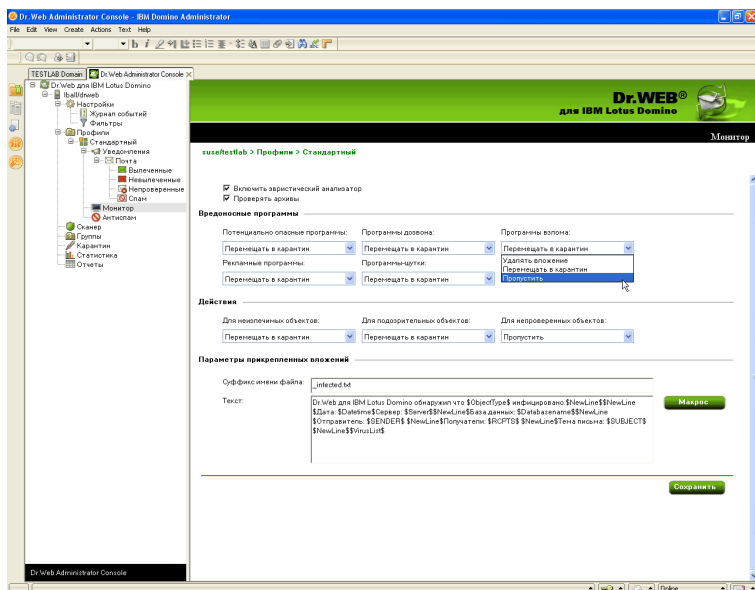 Dr.Web Administrator Console - IBM Domino Administrator
File Edit View Create Actions Text Help
b i
TESTLAB Domain Dr.Web Administrator Console
Dr.Web для IBM Lotus Domino
Iball/drweb
Настройки
Журнал событий
Фильтры
Профили
Стандартный
Уведомления
Почта
Вылеченные
Невылеченные
Непроверенные
Спам
Монитор
Антиспам
Сканер
Группы
Карантин
Статистика
Отчеты
Dr.Web Administrator Console
Dr.WEB®
для IBM Lotus Domino
Монитор
suse/testlab > Профили > Стандартный
Включить эвристический анализатор
Проверять архивы
Вредоносные программы
Потенциально опасные программы: Программы дозвона: Программы взлома:
Перемещать в карантин Перемещать в карантин Перемещать в карантин
Удалять вложение
Перемещать в карантин
Пропустить
Рекламные программы: Программы-шутки:
Перемещать в карантин Перемещать в карантин
Действия
Для неизлечимых объектов: Для подозрительных объектов: Для непроверенных объектов:
Перемещать в карантин Перемещать в карантин Пропустить
Параметры прикрепленных вложений
Суффикс имени файла: _infected.txt
Текст:
Dr.Web для IBM Lotus Domino обнаружил что $ObjectType$ инфицировано.$NewLine$$NewLine
$Дата: $Datetime$Сервер: $Server$$NewLine$База данных: $Databasename$$NewLine
$Отправитель: $SENDER$ $NewLine$Получатели: $RCPTS$ $NewLine$Тема письма: $SUBJECT$
$NewLine$$VirusList$
Макрос
Сохранить
Online